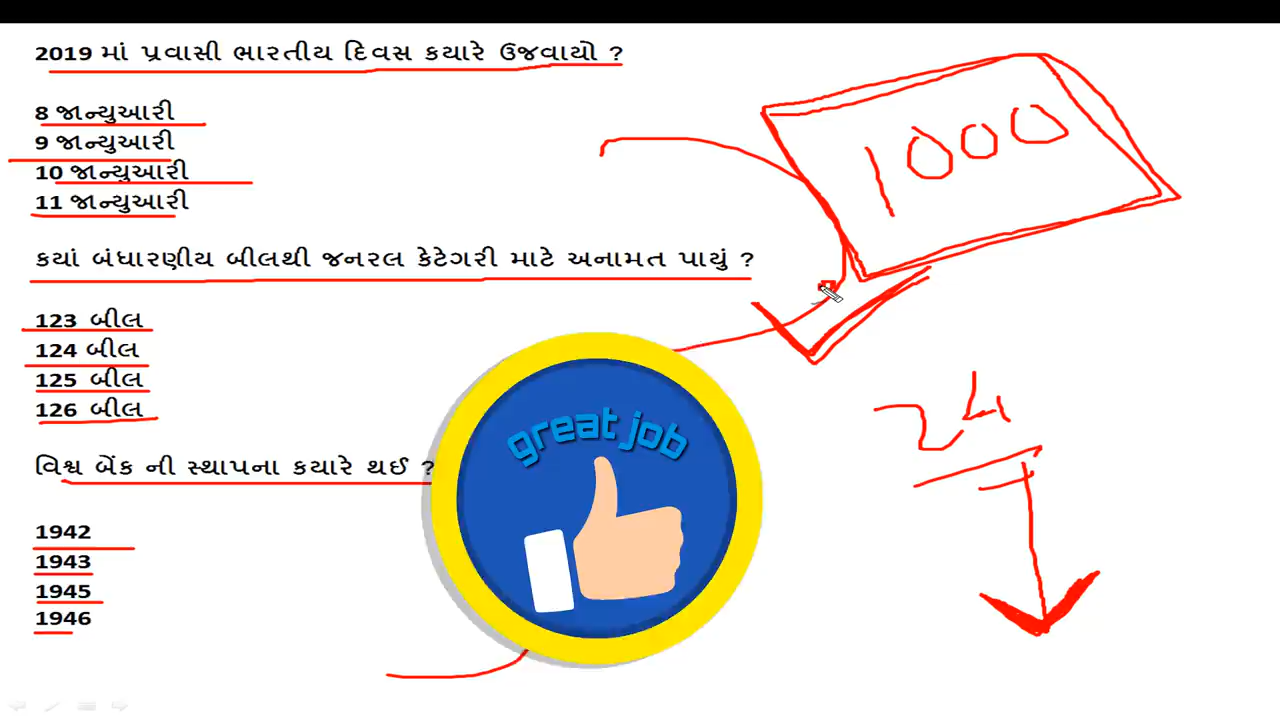 2019 માં પ્રવાસી ભારતીય દિવસ કયારે ઉજવાયો ?
8 જાન્યુઆરી
9 જાન્યુઆરી
10 જાન્યુઆરી
11 જાન્યુઆરી
કયાં બંધારણીય બીલથી જનરલ કેટેગરી માટે અનામત પાયું ?
123 બીલ
124 બીલ
125 બીલ
126 બીલ
વિશ્વ બેંક ની સ્થાપના કયારે થઈ ?
1942
1943
1945
1946
great job
1000
24